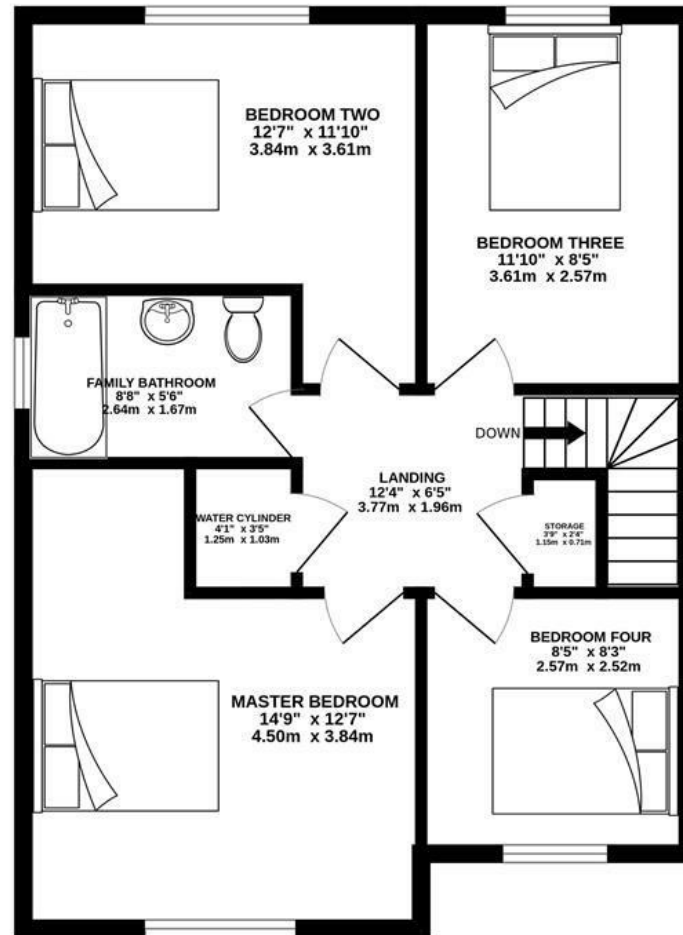 BEDROOM TWO
12'7" x 11'10"
3.84m x 3.61m
BEDROOM THREE
11'10" x 8'5"
3.61m x 2.57m
FAMILY BATHROOM
8'8" x 5'6"
2.64m x 1.67m
DOWN
LANDING
12'4" x 6'5"
3.77m x 1.96m
WATER CYLINDER
4'1" x 3'5"
1.25m x 1.03m
STORAGE
3'9" x 2'4"
1.15m x 0.71m
BEDROOM FOUR
8'5" x 8'3"
2.57m x 2.52m
MASTER BEDROOM
14'9" x 12'7"
4.50m x 3.84m